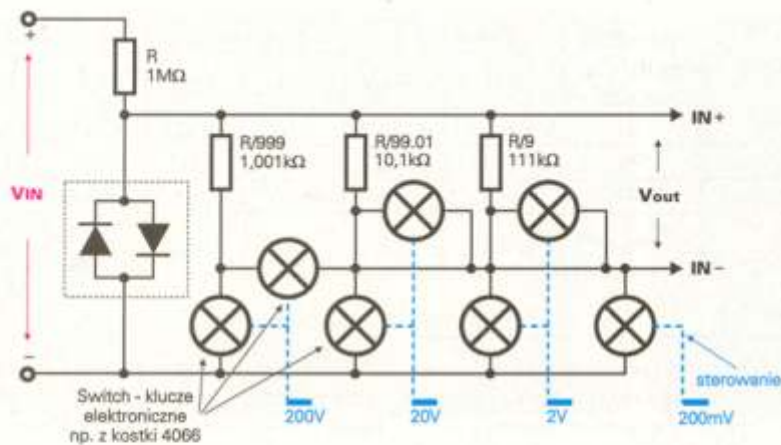 +
R
1MΩ
IN+
R/999
1,001kΩ
R/99.01
10,1kΩ
R/9
111kΩ
VIN
Vout
IN-
−
Switch - klucze
elektroniczne
np. z kostki 4066
200V
20V
2V
200mV
sterowanie